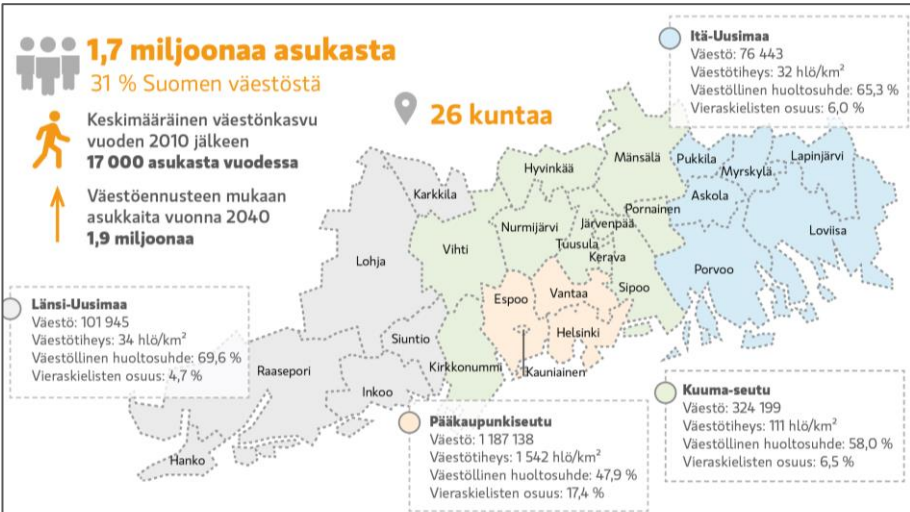 1,7 miljoonaa asukasta
31 % Suomen väestöstä
Keskimääräinen väestönkasvu
vuoden 2010 jälkeen
17 000 asukasta vuodessa
Väestöennusteen mukaan
asukkaita vuonna 2040
1,9 miljoonaa
26 kuntaa
Itä-Uusimaa
Väestö: 76 443
Väestötiheys: 32 hlö/km²
Väestöllinen huoltosuhde: 65,3 %
Vieraskielisten osuus: 6,0 %
Karkkila
Hyvinkää
Mänsälä
Pukkila
Myrskylä
Lapinjärvi
Askola
Lohja
Vihti
Nurmijärvi
Järvenpää
Pornainen
Tuusula
Kerava
Loviisa
Porvoo
Sipoo
Espoo
Vantaa
Helsinki
Kauniainen
Länsi-Uusimaa
Väestö: 101 945
Väestötiheys: 34 hlö/km²
Väestöllinen huoltosuhde: 69,6 %
Vieraskielisten osuus: 4,7 %
Siuntio
Raasepori
Inkoo
Kirkkonummi
Hanko
Pääkaupunkiseutu
Väestö: 1 187 138
Väestötiheys: 1 542 hlö/km²
Väestöllinen huoltosuhde: 47,9 %
Vieraskielisten osuus: 17,4 %
Kuuma-seutu
Väestö: 324 199
Väestötiheys: 111 hlö/km²
Väestöllinen huoltosuhde: 58,0 %
Vieraskielisten osuus: 6,5 %